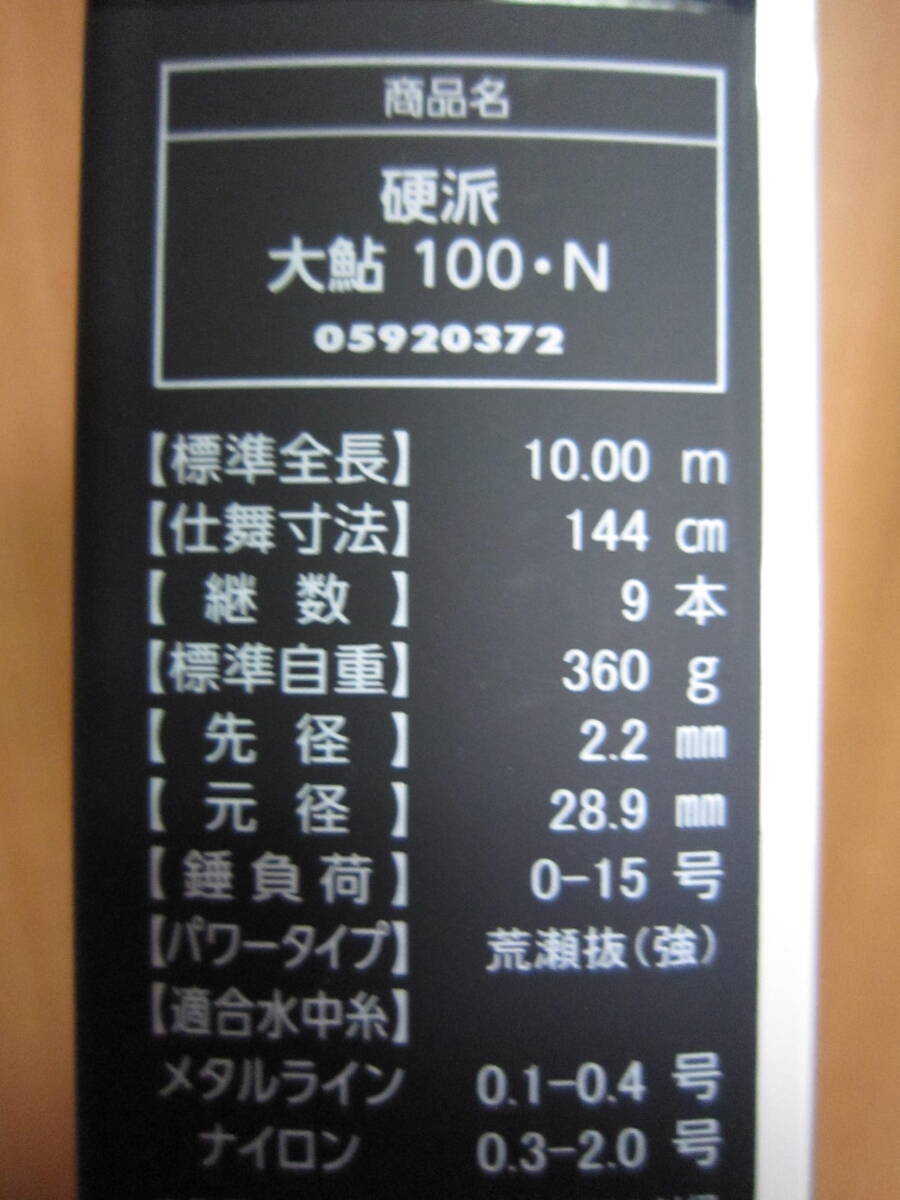 商品名
硬派
大鮎 100・N
05920372
【標準全長】 10.00 m
【仕舞寸法】 144 cm
【継数】 9 本
【標準自重】 360 g
【先径】 2.2 mm
【元径】 28.9 mm
【錘負荷】 0-15 号
【パワータイプ】 荒瀬抜(強)
【適合水中糸】
メタルライン 0.1-0.4 号
ナイロン 0.3-2.0 号